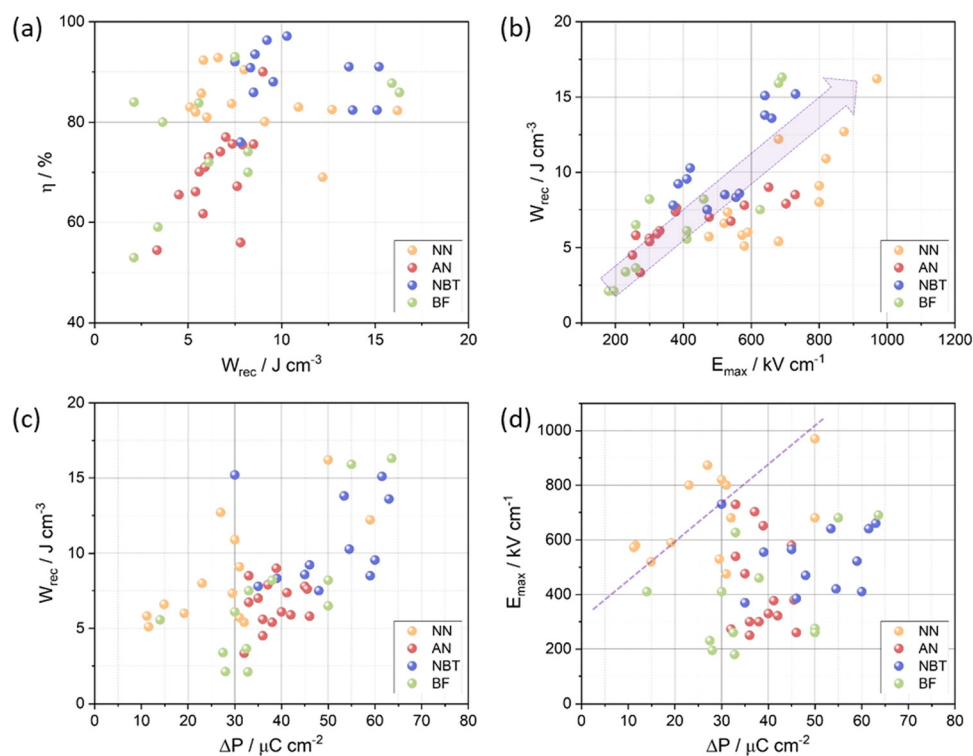 (a)
100
80
60
40
η / %
0
5
10
15
20
W_rec / J cm⁻³
NN
AN
NBT
BF
(b)
20
15
10
5
0
W_rec / J cm⁻³
200
400
600
800
1000
1200
E_max / kV cm⁻¹
NN
AN
NBT
BF
(c)
20
15
10
5
0
W_rec / J cm⁻³
0
10
20
30
40
50
60
70
80
ΔP / μC cm⁻²
NN
AN
NBT
BF
(d)
1000
800
600
400
200
0
E_max / kV cm⁻¹
0
10
20
30
40
50
60
70
80
ΔP / μC cm⁻²
NN
AN
NBT
BF